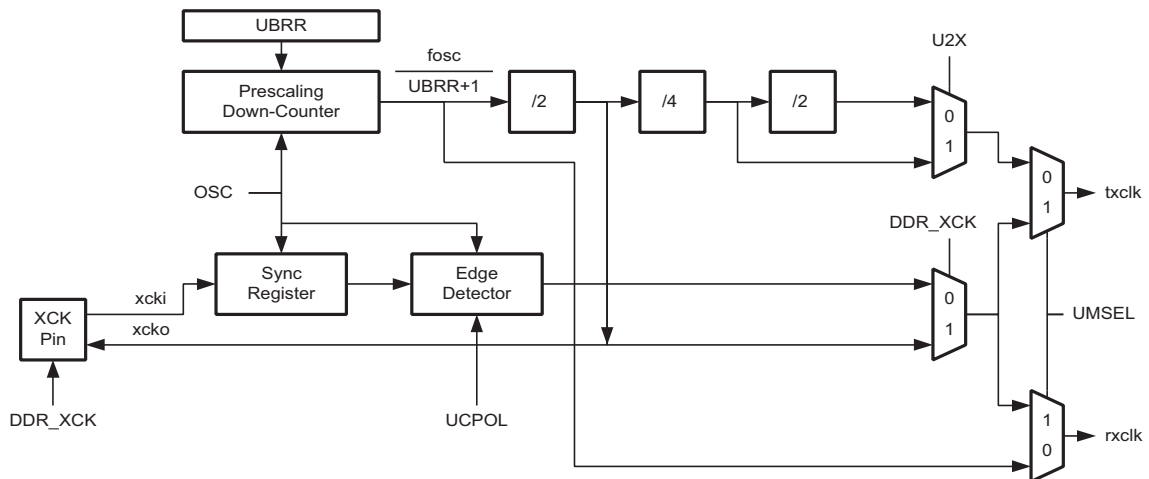 UBRR
U2X
fosc
UBRR+1
Prescaling
Down-Counter
/2
/4
/2
0
1
OSC
0
1
txclk
DDR_XCK
Sync
Register
Edge
Detector
xcki
0
1
XCK
Pin
xcko
UMSEL
DDR_XCK
UCPOL
1
0
rxclk